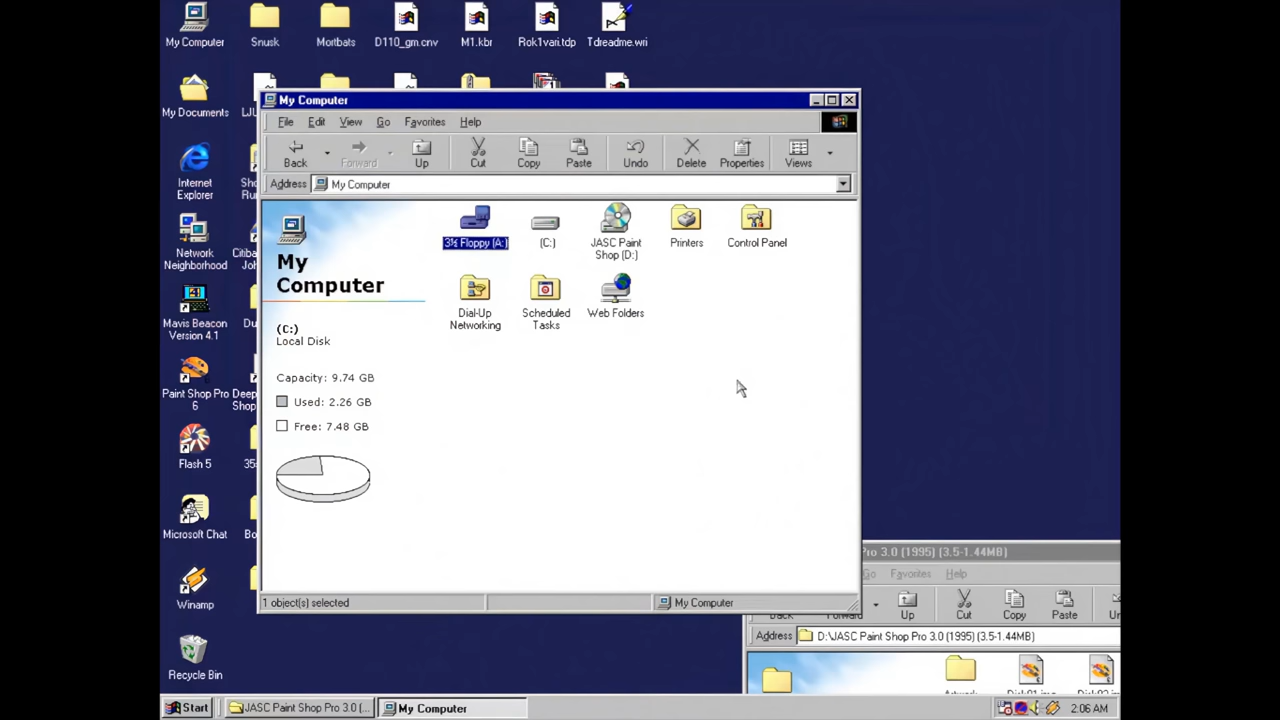 My Computer
Snusk
Mortbats
D110_gm.cnv
M1.kbr
Rok1vari.tdp
Tdreadme.wri
My Documents
Internet
Explorer
Network
Neighborhood
Citiba
Joh
Mavis Beacon
Version 4.1
Du
Paint Shop Pro
6
Deep
Shop
Flash 5
35
Microsoft Chat
Bo
Winamp
Recycle Bin
My Computer
File Edit View Go Favorites Help
Back Forward Up Cut Copy Paste Undo Delete Properties Views
Address My Computer
My
Computer
(C:)
Local Disk
Capacity: 9.74 GB
Used: 2.26 GB
Free: 7.48 GB
3½ Floppy (A:)
(C:)
JASC Paint
Shop (D:)
Printers
Control Panel
Dial-Up
Networking
Scheduled
Tasks
Web Folders
1 object(s) selected
My Computer
Pro 3.0 (1995) (3.5-1.44MB)
Go Favorites Help
Back Forward Up Cut Copy Paste
Address D:\JASC Paint Shop Pro 3.0 (1995) (3.5-1.44MB)
Start
JASC Paint Shop Pro 3.0 (...
My Computer
2:06 AM